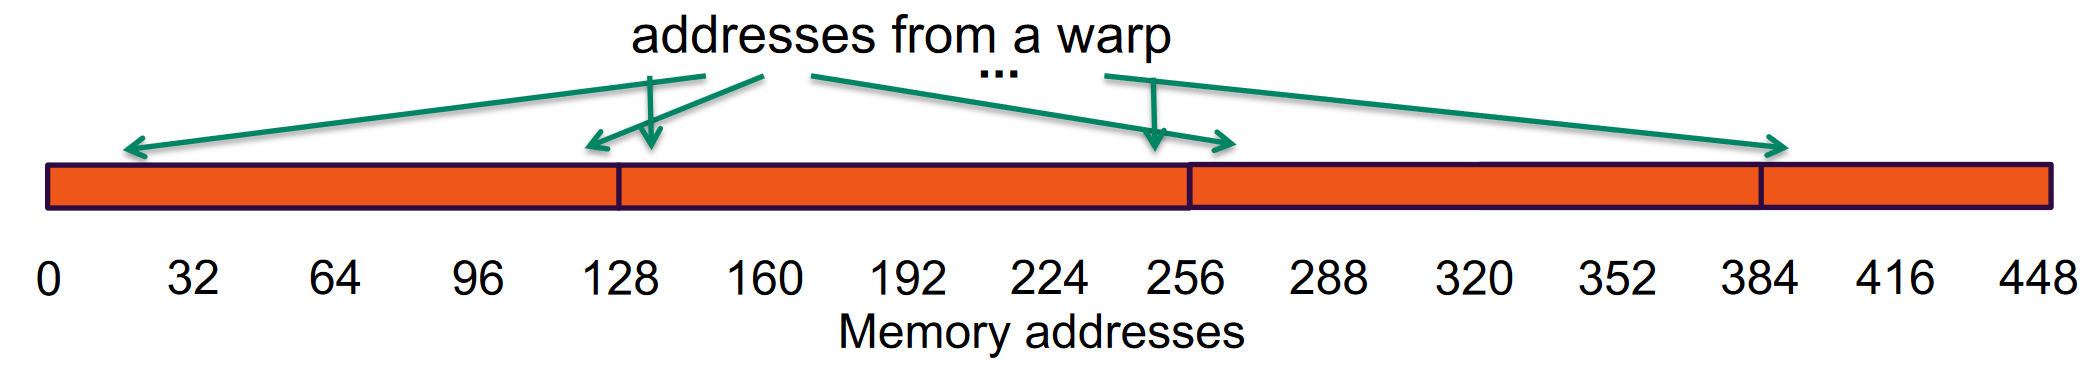 addresses from a warp
...
0 32 64 96 128 160 192 224 256 288 320 352 384 416 448
Memory addresses